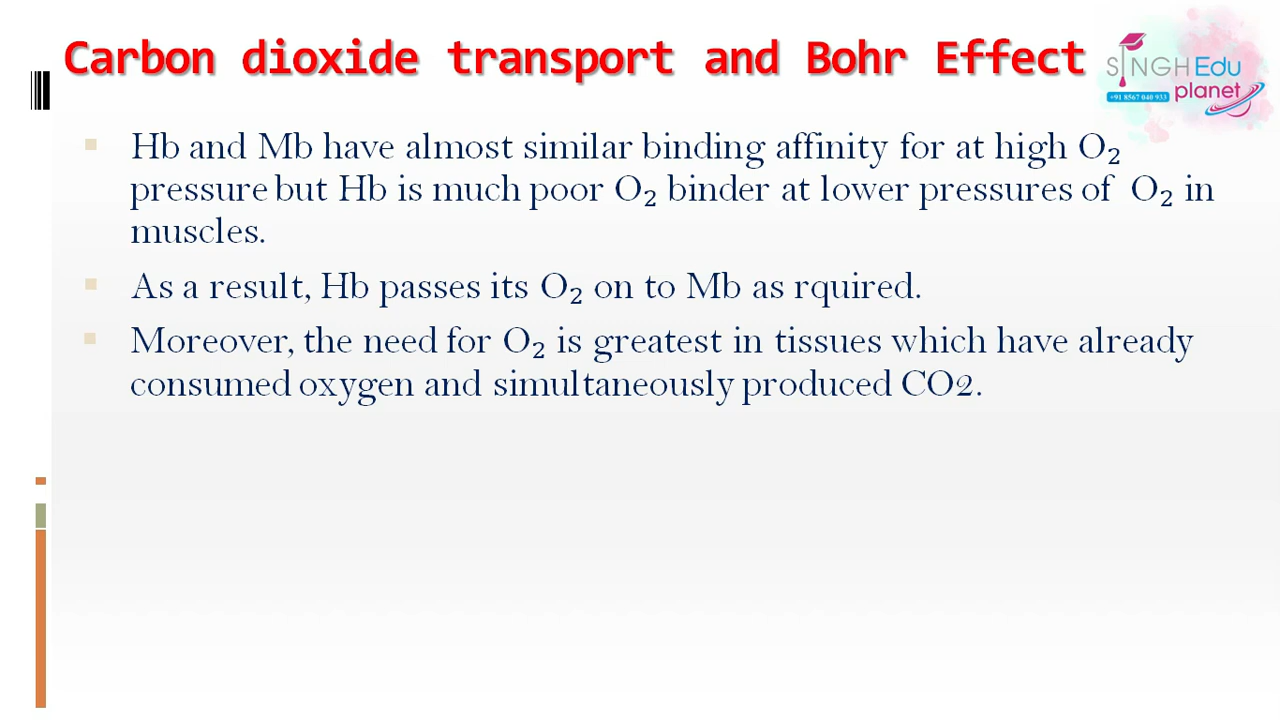 Carbon dioxide transport and Bohr Effect
SINGH Edu
planet
+91 8567 040 933
Hb and Mb have almost similar binding affinity for at high O₂
pressure but Hb is much poor O₂ binder at lower pressures of O₂ in
muscles.
As a result, Hb passes its O₂ on to Mb as rquired.
Moreover, the need for O₂ is greatest in tissues which have already
consumed oxygen and simultaneously produced CO2.